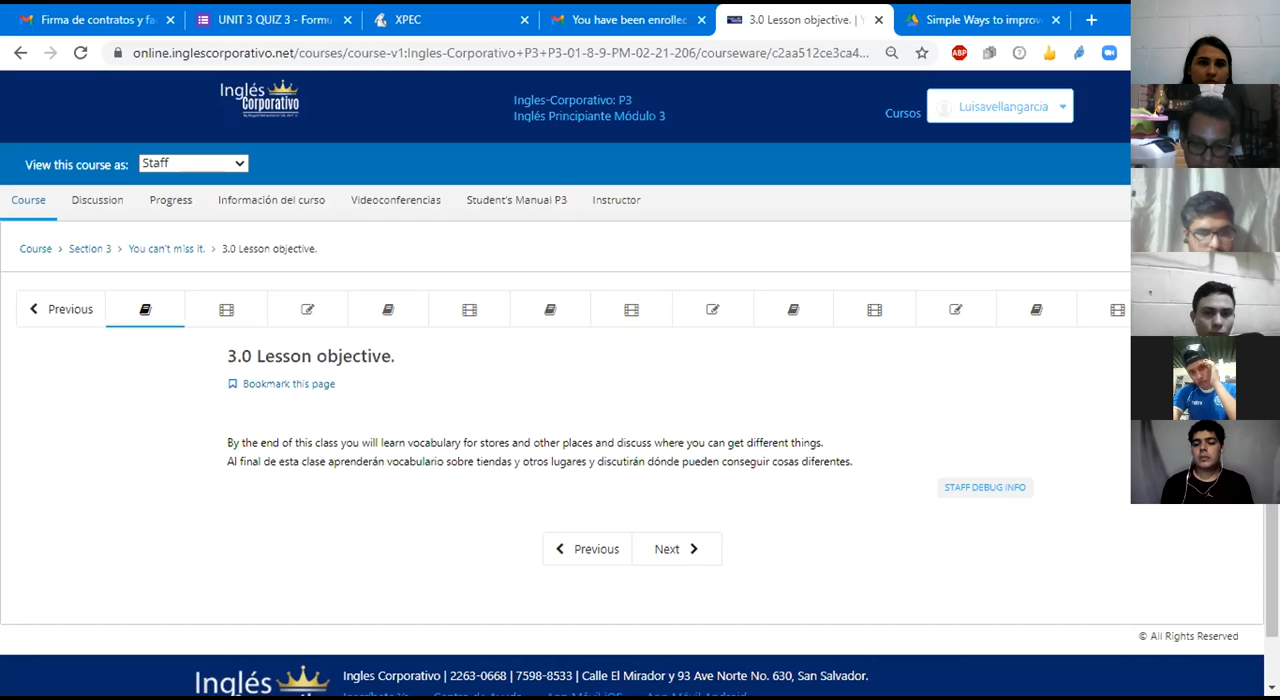 Firma de contratos y fa
UNIT 3 QUIZ 3 - Formu
XPEC
You have been enrolle
3.0 Lesson objective. | Y
Simple Ways to improv
online.inglescorporativo.net/courses/course-v1:Ingles-Corporativo+P3+P3-01-8-9-PM-02-21-206/courseware/c2aa512ce3ca4...
ABP
Inglés
Corporativo
Ingles-Corporativo: P3
Inglés Principiante Módulo 3
Cursos
Luisavellangarcia
View this course as:
Staff
Course
Discussion
Progress
Información del curso
Videoconferencias
Student's Manual P3
Instructor
Course > Section 3 > You can't miss it. > 3.0 Lesson objective.
Previous
3.0 Lesson objective.
Bookmark this page
By the end of this class you will learn vocabulary for stores and other places and discuss where you can get different things.
Al final de esta clase aprenderán vocabulario sobre tiendas y otros lugares y discutirán dónde pueden conseguir cosas diferentes.
STAFF DEBUG INFO
Previous
Next
© All Rights Reserved
Inglés
Ingles Corporativo | 2263-0668 | 7598-8533 | Calle El Mirador y 93 Ave Norte No. 630, San Salvador.